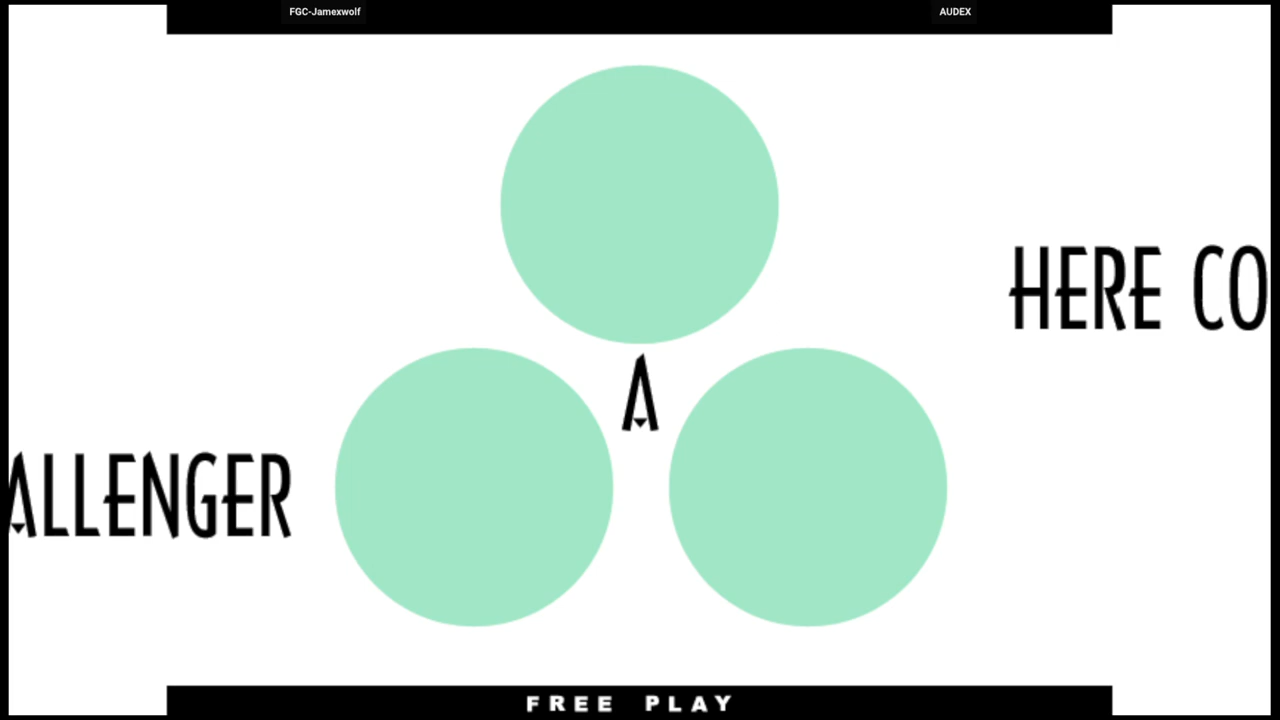 FGC-Jamexwolf
AUDEX
HERE CO
A
ALLENGER
FREE PLAY